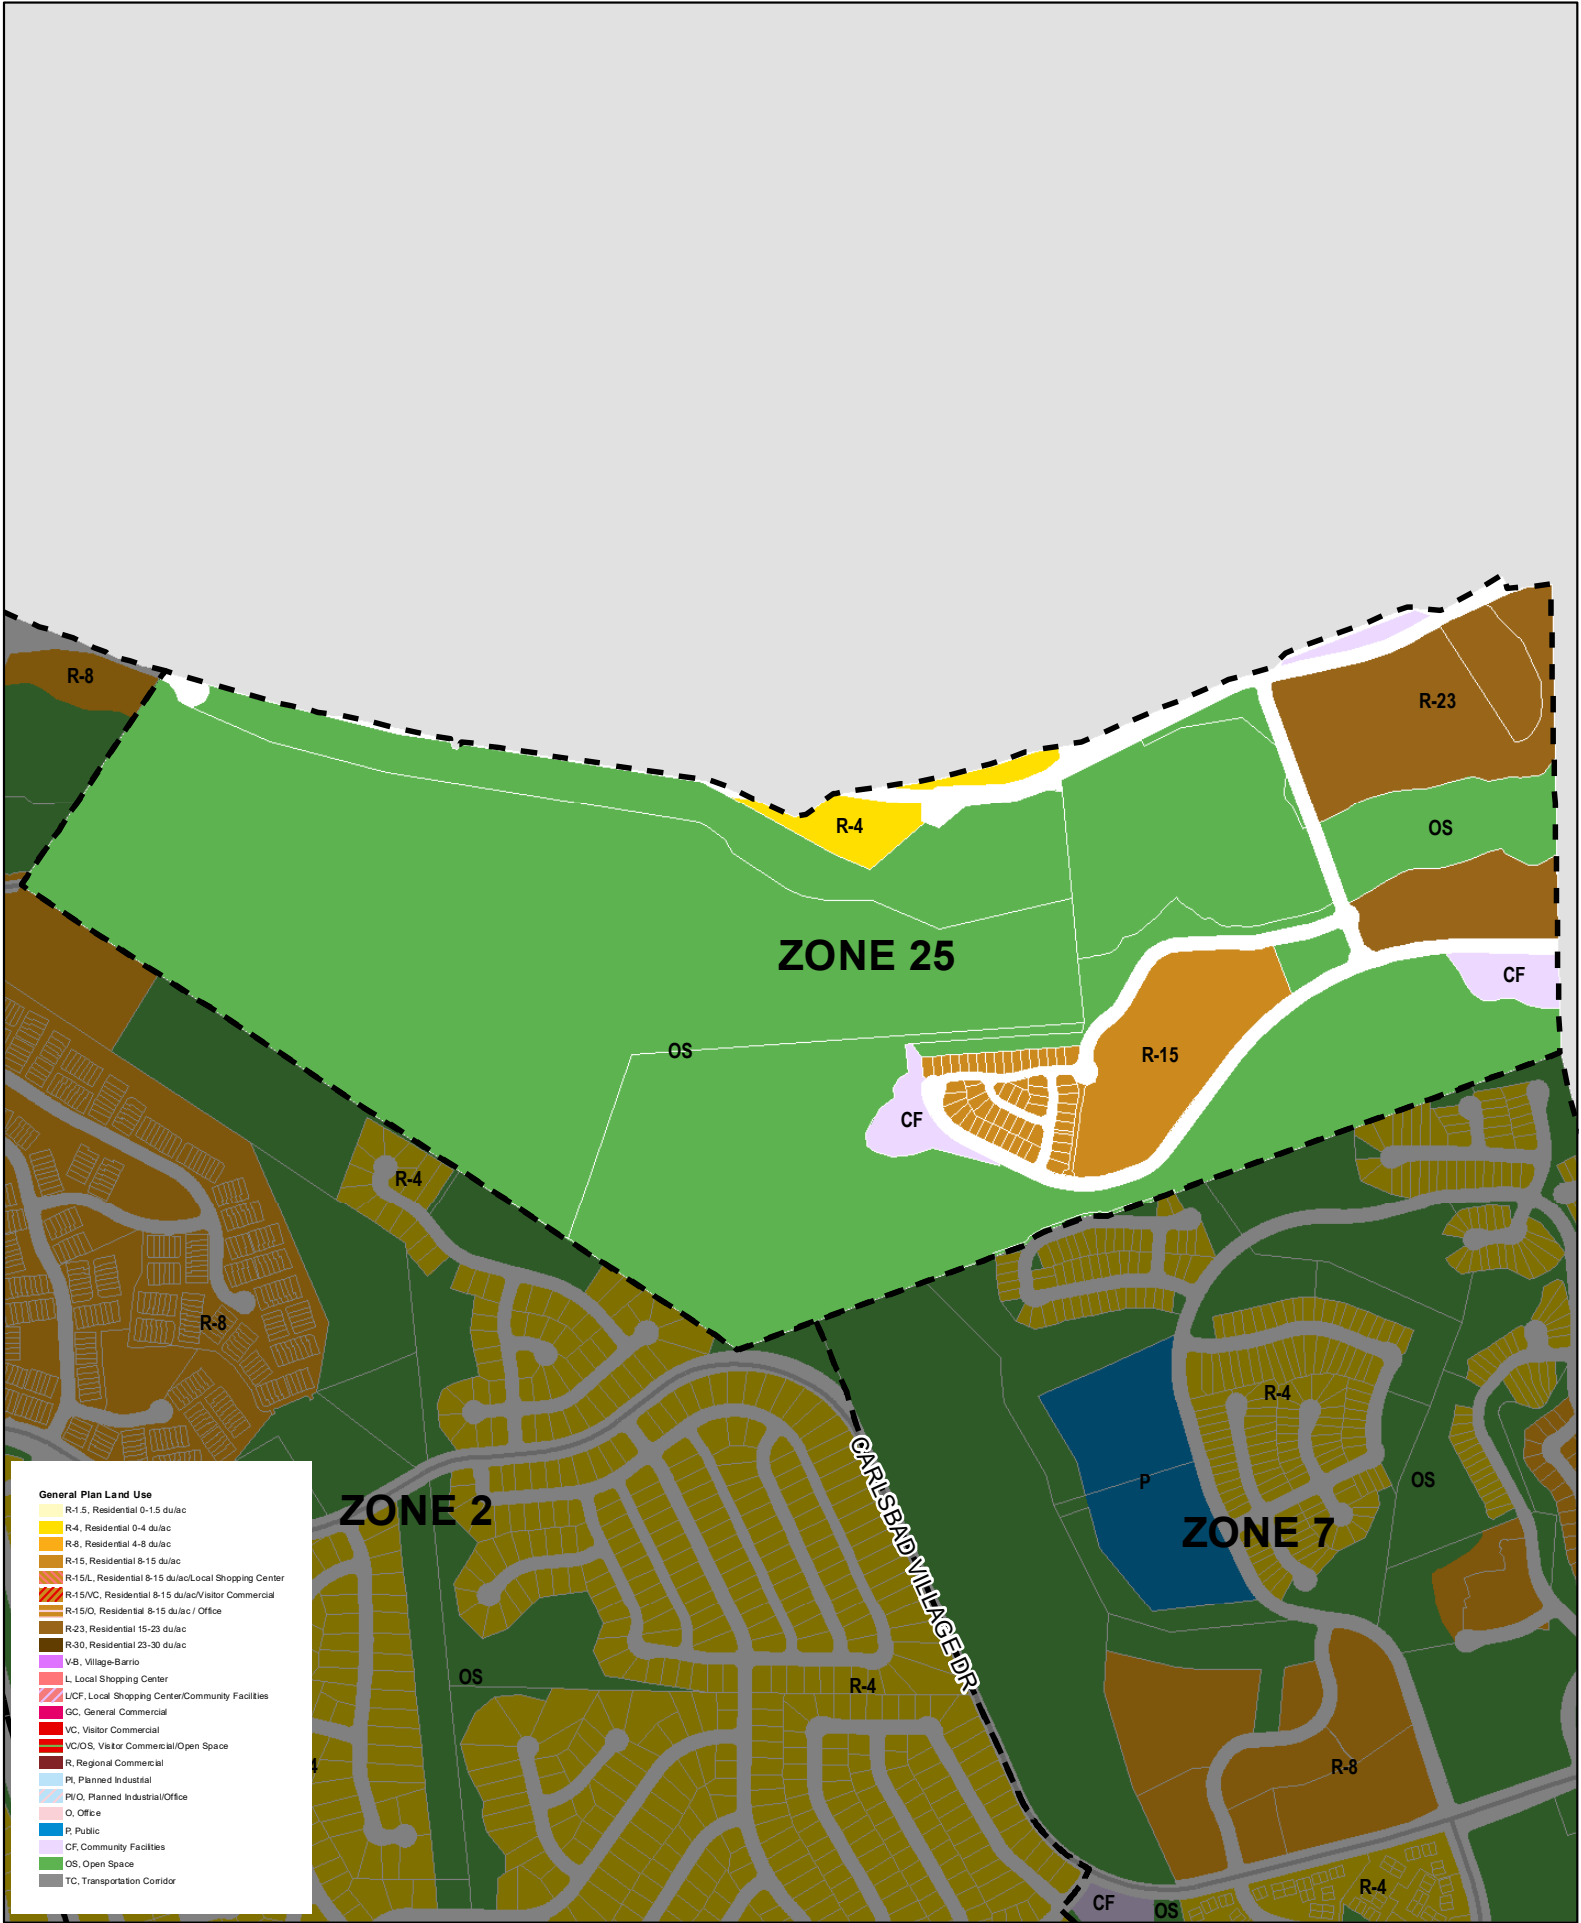 R-8
R-23
R-4
OS
ZONE 25
CF
OS
R-15
CF
R-4
R-8
R-4
CARLSBAD VILLAGE DR
P
OS
ZONE 2
ZONE 7
OS
R-4
4
R-8
R-4
CF
OS
General Plan Land Use
R-1.5, Residential 0-1.5 du/ac
R-4, Residential 0-4 du/ac
R-8, Residential 4-8 du/ac
R-15, Residential 8-15 du/ac
R-15/L, Residential 8-15 du/ac/Local Shopping Center
R-15/VC, Residential 8-15 du/ac/Visitor Commercial
R-15/O, Residential 8-15 du/ac / Office
R-23, Residential 15-23 du/ac
R-30, Residential 23-30 du/ac
V-B, Village-Barrio
L, Local Shopping Center
L/CF, Local Shopping Center/Community Facilities
GC, General Commercial
VC, Visitor Commercial
VC/OS, Visitor Commercial/Open Space
R, Regional Commercial
PI, Planned Industrial
PI/O, Planned Industrial/Office
O, Office
P, Public
CF, Community Facilities
OS, Open Space
TC, Transportation Corridor